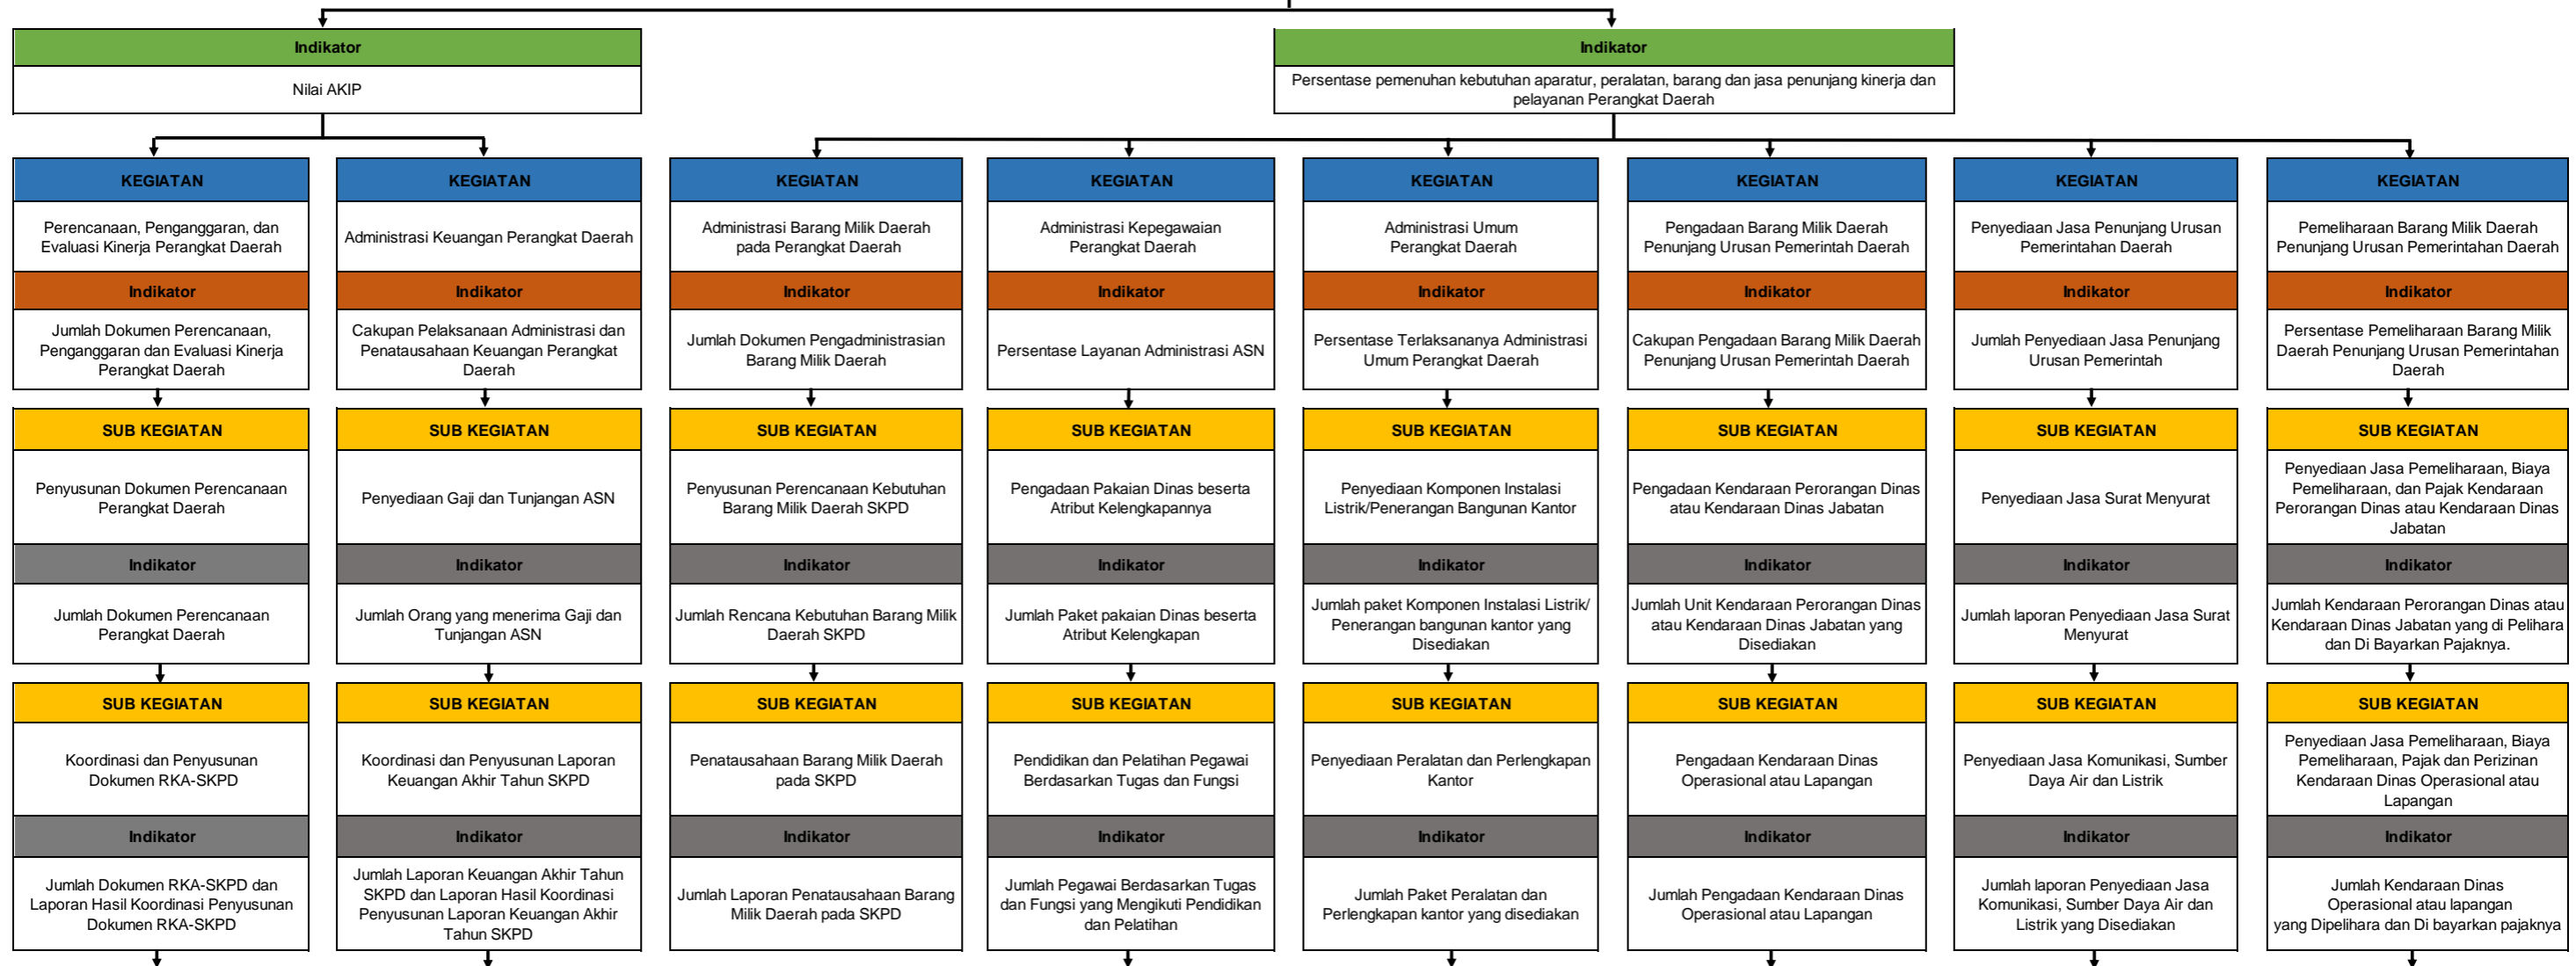 Indikator
Nilai AKIP
Indikator
Persentase pemenuhan kebutuhan aparatur, peralatan, barang dan jasa penunjang kinerja dan
pelayanan Perangkat Daerah
KEGIATAN
Perencanaan, Penganggaran, dan
Evaluasi Kinerja Perangkat Daerah
Indikator
Jumlah Dokumen Perencanaan,
Penganggaran dan Evaluasi Kinerja
Perangkat Daerah
SUB KEGIATAN
Penyusunan Dokumen Perencanaan
Perangkat Daerah
Indikator
Jumlah Dokumen Perencanaan
Perangkat Daerah
SUB KEGIATAN
Koordinasi dan Penyusunan
Dokumen RKA-SKPD
Indikator
Jumlah Dokumen RKA-SKPD dan
Laporan Hasil Koordinasi Penyusunan
Dokumen RKA-SKPD
KEGIATAN
Administrasi Keuangan Perangkat Daerah
Indikator
Cakupan Pelaksanaan Administrasi dan
Penatausahaan Keuangan Perangkat
Daerah
SUB KEGIATAN
Penyediaan Gaji dan Tunjangan ASN
Indikator
Jumlah Orang yang menerima Gaji dan
Tunjangan ASN
SUB KEGIATAN
Koordinasi dan Penyusunan Laporan
Keuangan Akhir Tahun SKPD
Indikator
Jumlah Laporan Keuangan Akhir Tahun
SKPD dan Laporan Hasil Koordinasi
Penyusunan Laporan Keuangan Akhir
Tahun SKPD
KEGIATAN
Administrasi Barang Milik Daerah
pada Perangkat Daerah
Indikator
Jumlah Dokumen Pengadministrasian
Barang Milik Daerah
SUB KEGIATAN
Penyusunan Perencanaan Kebutuhan
Barang Milik Daerah SKPD
Indikator
Jumlah Rencana Kebutuhan Barang Milik
Daerah SKPD
SUB KEGIATAN
Penatausahaan Barang Milik Daerah
pada SKPD
Indikator
Jumlah Laporan Penatausahaan Barang
Milik Daerah pada SKPD
KEGIATAN
Administrasi Kepegawaian
Perangkat Daerah
Indikator
Persentase Layanan Administrasi ASN
SUB KEGIATAN
Pengadaan Pakaian Dinas beserta
Atribut Kelengkapannya
Indikator
Jumlah Paket pakaian Dinas beserta
Atribut Kelengkapan
SUB KEGIATAN
Pendidikan dan Pelatihan Pegawai
Berdasarkan Tugas dan Fungsi
Indikator
Jumlah Pegawai Berdasarkan Tugas
dan Fungsi yang Mengikuti Pendidikan
dan Pelatihan
KEGIATAN
Administrasi Umum
Perangkat Daerah
Indikator
Persentase Terlaksananya Administrasi
Umum Perangkat Daerah
SUB KEGIATAN
Penyediaan Komponen Instalasi
Listrik/Penerangan Bangunan Kantor
Indikator
Jumlah paket Komponen Instalasi Listrik/
Penerangan bangunan kantor yang
Disediakan
SUB KEGIATAN
Penyediaan Peralatan dan Perlengkapan
Kantor
Indikator
Jumlah Paket Peralatan dan
Perlengkapan kantor yang disediakan
KEGIATAN
Pengadaan Barang Milik Daerah
Penunjang Urusan Pemerintah Daerah
Indikator
Cakupan Pengadaan Barang Milik Daerah
Penunjang Urusan Pemerintah Daerah
SUB KEGIATAN
Pengadaan Kendaraan Perorangan Dinas
atau Kendaraan Dinas Jabatan
Indikator
Jumlah Unit Kendaraan Perorangan Dinas
atau Kendaraan Dinas Jabatan yang
Disediakan
SUB KEGIATAN
Pengadaan Kendaraan Dinas
Operasional atau Lapangan
Indikator
Jumlah Pengadaan Kendaraan Dinas
Operasional atau Lapangan
KEGIATAN
Penyediaan Jasa Penunjang Urusan
Pemerintahan Daerah
Indikator
Jumlah Penyediaan Jasa Penunjang
Urusan Pemerintah
SUB KEGIATAN
Penyediaan Jasa Surat Menyurat
Indikator
Jumlah laporan Penyediaan Jasa Surat
Menyurat
SUB KEGIATAN
Penyediaan Jasa Komunikasi, Sumber
Daya Air dan Listrik
Indikator
Jumlah laporan Penyediaan Jasa
Komunikasi, Sumber Daya Air dan
Listrik yang Disediakan
KEGIATAN
Pemeliharaan Barang Milik Daerah
Penunjang Urusan Pemerintahan Daerah
Indikator
Persentase Pemeliharaan Barang Milik
Daerah Penunjang Urusan Pemerintahan
Daerah
SUB KEGIATAN
Penyediaan Jasa Pemeliharaan, Biaya
Pemeliharaan, dan Pajak Kendaraan
Perorangan Dinas atau Kendaraan Dinas
Jabatan
Indikator
Jumlah Kendaraan Perorangan Dinas atau
Kendaraan Dinas Jabatan yang di Pelihara
dan Di Bayarkan Pajaknya.
SUB KEGIATAN
Penyediaan Jasa Pemeliharaan, Biaya
Pemeliharaan, Pajak dan Perizinan
Kendaraan Dinas Operasional atau
Lapangan
Indikator
Jumlah Kendaraan Dinas
Operasional atau lapangan
yang Dipelihara dan Di bayarkan pajaknya